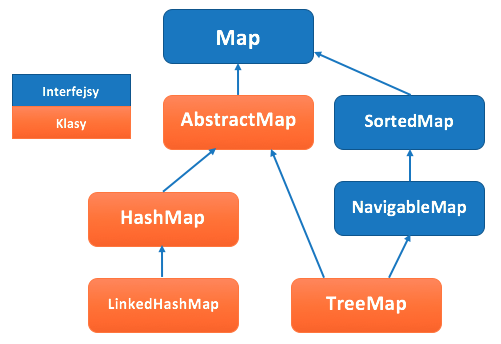 Map
Interfejsy
Klasy
AbstractMap
SortedMap
HashMap
NavigableMap
LinkedHashMap
TreeMap